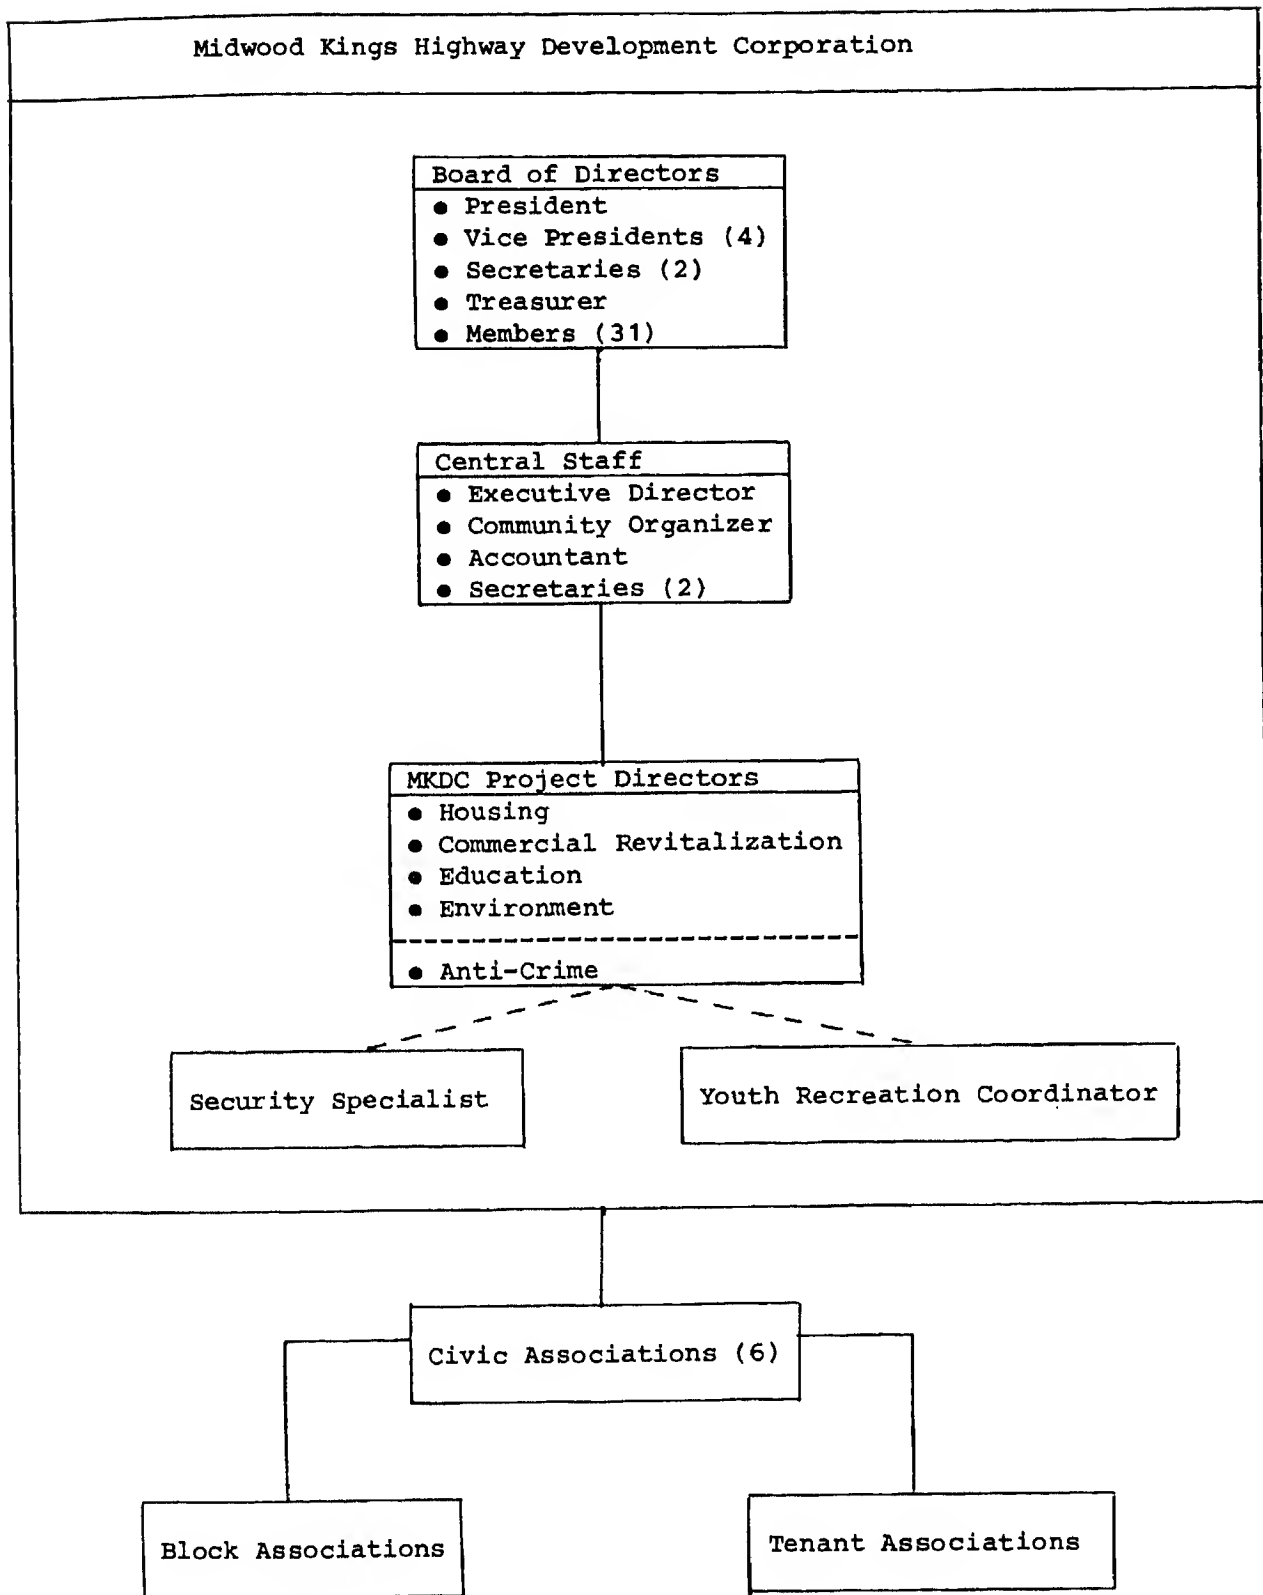 Midwood Kings Highway Development Corporation
Board of Directors
● President
● Vice Presidents (4)
● Secretaries (2)
● Treasurer
● Members (31)
Central Staff
● Executive Director
● Community Organizer
● Accountant
● Secretaries (2)
MKDC Project Directors
● Housing
● Commercial Revitalization
● Education
● Environment
● Anti-Crime
Security Specialist
Youth Recreation Coordinator
Civic Associations (6)
Block Associations
Tenant Associations